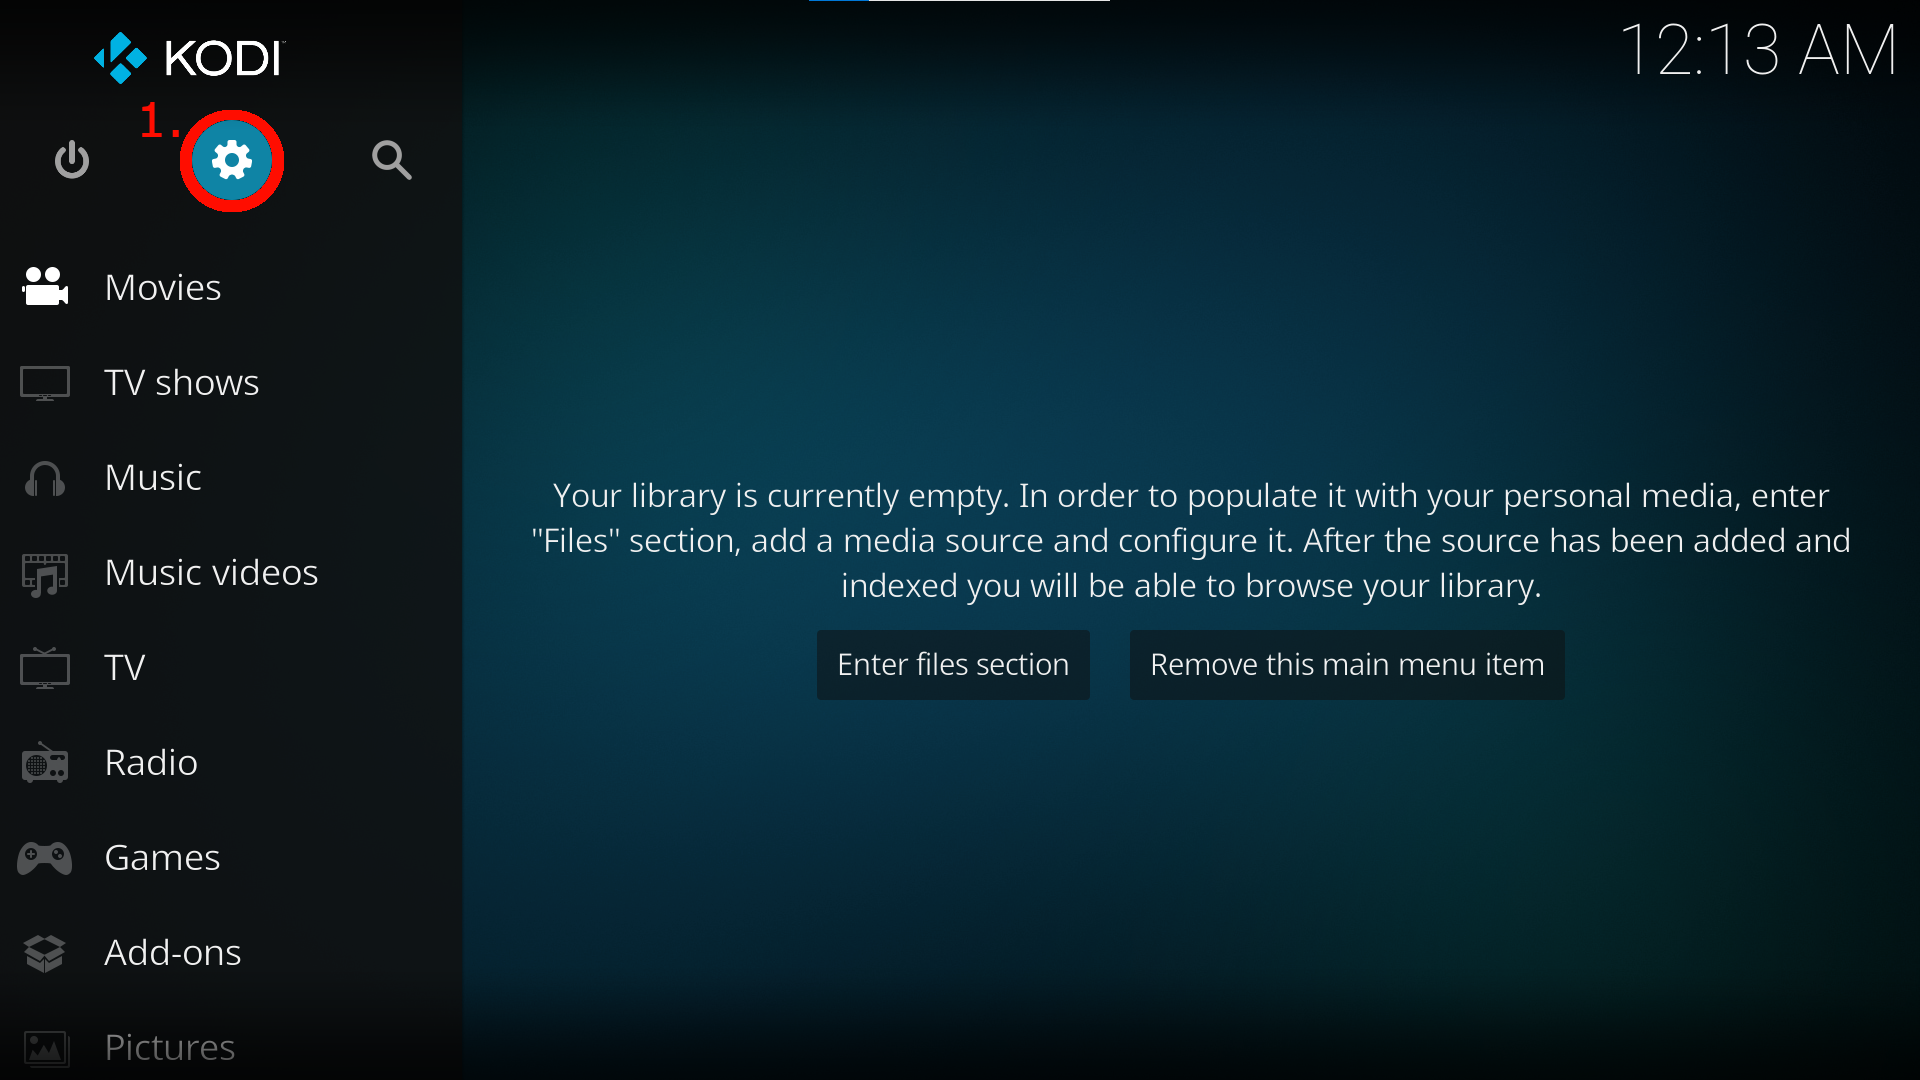 KODI
12:13 AM
1.
Movies
TV shows
Music
Music videos
TV
Radio
Games
Add-ons
Pictures
Your library is currently empty. In order to populate it with your personal media, enter
"Files" section, add a media source and configure it. After the source has been added and
indexed you will be able to browse your library.
Enter files section
Remove this main menu item